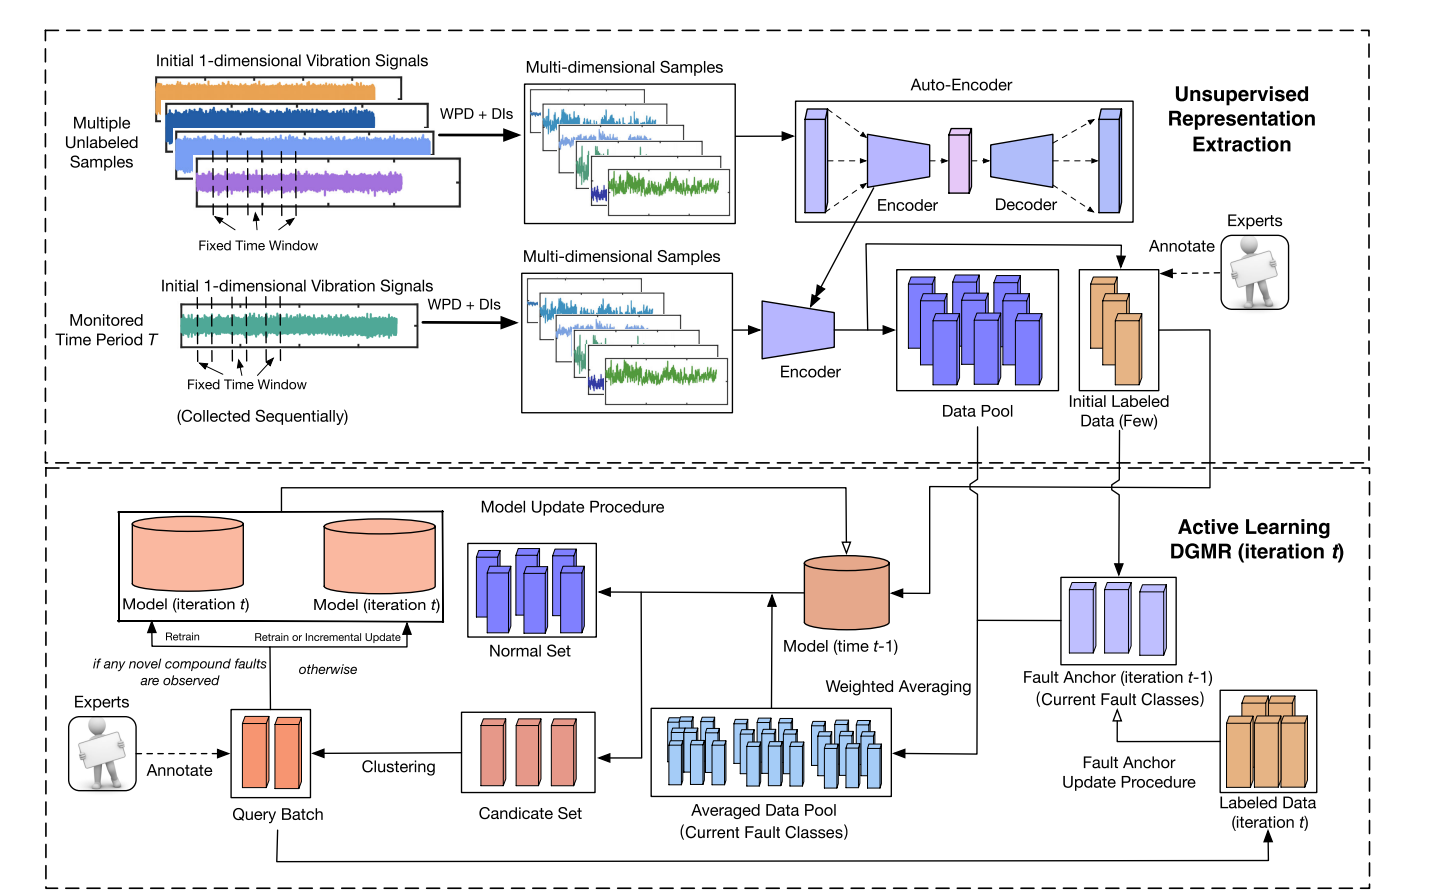 Initial 1-dimensional Vibration Signals
Multiple
Unlabeled
Samples
Fixed Time Window
WPD + DIs
Multi-dimensional Samples
Auto-Encoder
Encoder
Decoder
Unsupervised
Representation
Extraction
Experts
Annotate
Initial 1-dimensional Vibration Signals
Monitored
Time Period T
Fixed Time Window
(Collected Sequentially)
WPD + DIs
Multi-dimensional Samples
Encoder
Data Pool
Initial Labeled
Data (Few)
Active Learning
DGMR (iteration t)
Model Update Procedure
Model (iteration t)
Model (iteration t)
Retrain
Retrain or Incremental Update
if any novel compound faults
are observed
otherwise
Normal Set
Model (time t-1)
Weighted Averaging
Fault Anchor (iteration t-1)
(Current Fault Classes)
Experts
Annotate
Query Batch
Clustering
Candicate Set
Averaged Data Pool
(Current Fault Classes)
Fault Anchor
Update Procedure
Labeled Data
(iteration t)